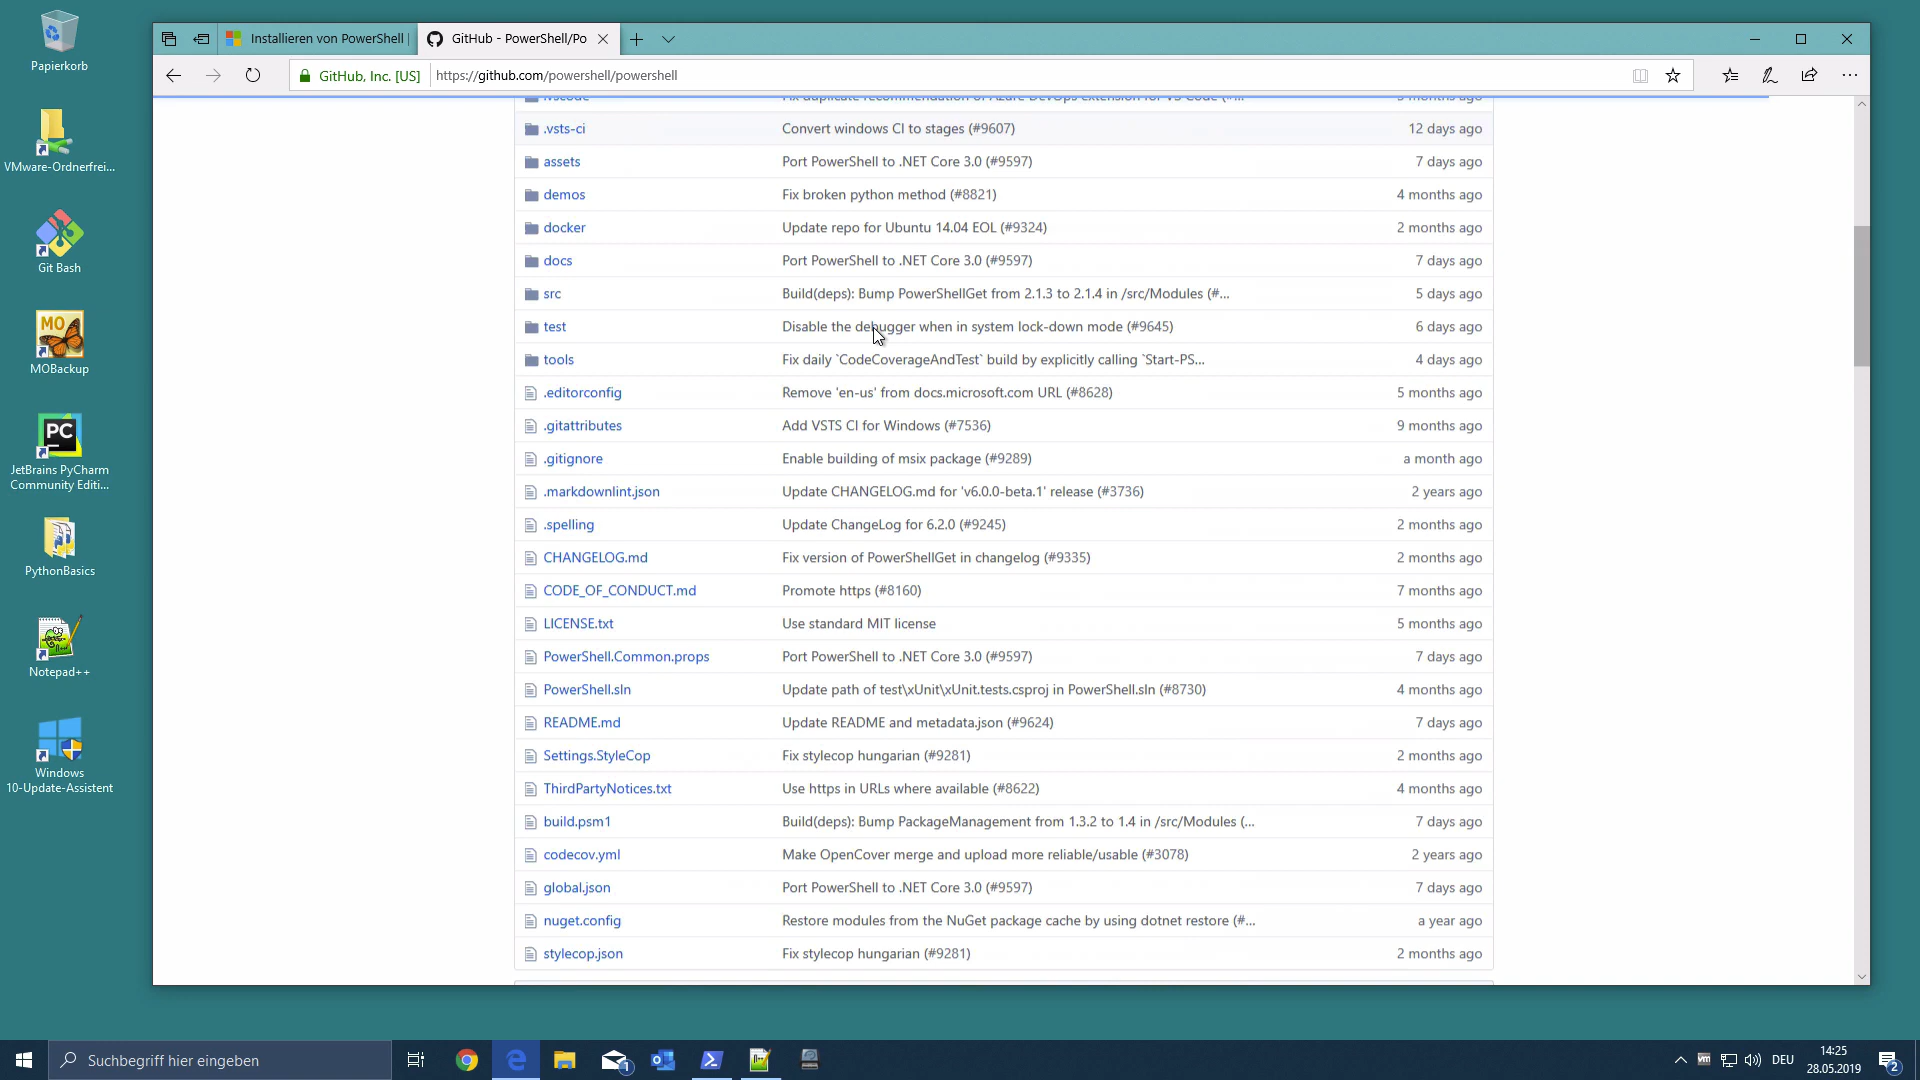 Papierkorb
VMware-Ordnerfrei...
Git Bash
MOBackup
JetBrains PyCharm
Community Editi...
PythonBasics
Notepad++
Windows
10-Update-Assistent
Installieren von PowerShell
GitHub - PowerShell/Po
GitHub, Inc. [US]
https://github.com/powershell/powershell
.vscode Fix duplicate recommendation of Azure DevOps extension for VS Code (#... 5 months ago
.vsts-ci Convert windows CI to stages (#9607) 12 days ago
assets Port PowerShell to .NET Core 3.0 (#9597) 7 days ago
demos Fix broken python method (#8821) 4 months ago
docker Update repo for Ubuntu 14.04 EOL (#9324) 2 months ago
docs Port PowerShell to .NET Core 3.0 (#9597) 7 days ago
src Build(deps): Bump PowerShellGet from 2.1.3 to 2.1.4 in /src/Modules (#... 5 days ago
test Disable the debugger when in system lock-down mode (#9645) 6 days ago
tools Fix daily `CodeCoverageAndTest` build by explicitly calling `Start-PS... 4 days ago
.editorconfig Remove 'en-us' from docs.microsoft.com URL (#8628) 5 months ago
.gitattributes Add VSTS CI for Windows (#7536) 9 months ago
.gitignore Enable building of msix package (#9289) a month ago
.markdownlint.json Update CHANGELOG.md for 'v6.0.0-beta.1' release (#3736) 2 years ago
.spelling Update ChangeLog for 6.2.0 (#9245) 2 months ago
CHANGELOG.md Fix version of PowerShellGet in changelog (#9335) 2 months ago
CODE_OF_CONDUCT.md Promote https (#8160) 7 months ago
LICENSE.txt Use standard MIT license 5 months ago
PowerShell.Common.props Port PowerShell to .NET Core 3.0 (#9597) 7 days ago
PowerShell.sln Update path of test\xUnit\xUnit.tests.csproj in PowerShell.sln (#8730) 4 months ago
README.md Update README and metadata.json (#9624) 7 days ago
Settings.StyleCop Fix stylecop hungarian (#9281) 2 months ago
ThirdPartyNotices.txt Use https in URLs where available (#8622) 4 months ago
build.psm1 Build(deps): Bump PackageManagement from 1.3.2 to 1.4 in /src/Modules (... 7 days ago
codecov.yml Make OpenCover merge and upload more reliable/usable (#3078) 2 years ago
global.json Port PowerShell to .NET Core 3.0 (#9597) 7 days ago
nuget.config Restore modules from the NuGet package cache by using dotnet restore (#... a year ago
stylecop.json Fix stylecop hungarian (#9281) 2 months ago
Suchbegriff hier eingeben
1
DEU
14:25
28.05.2019
2